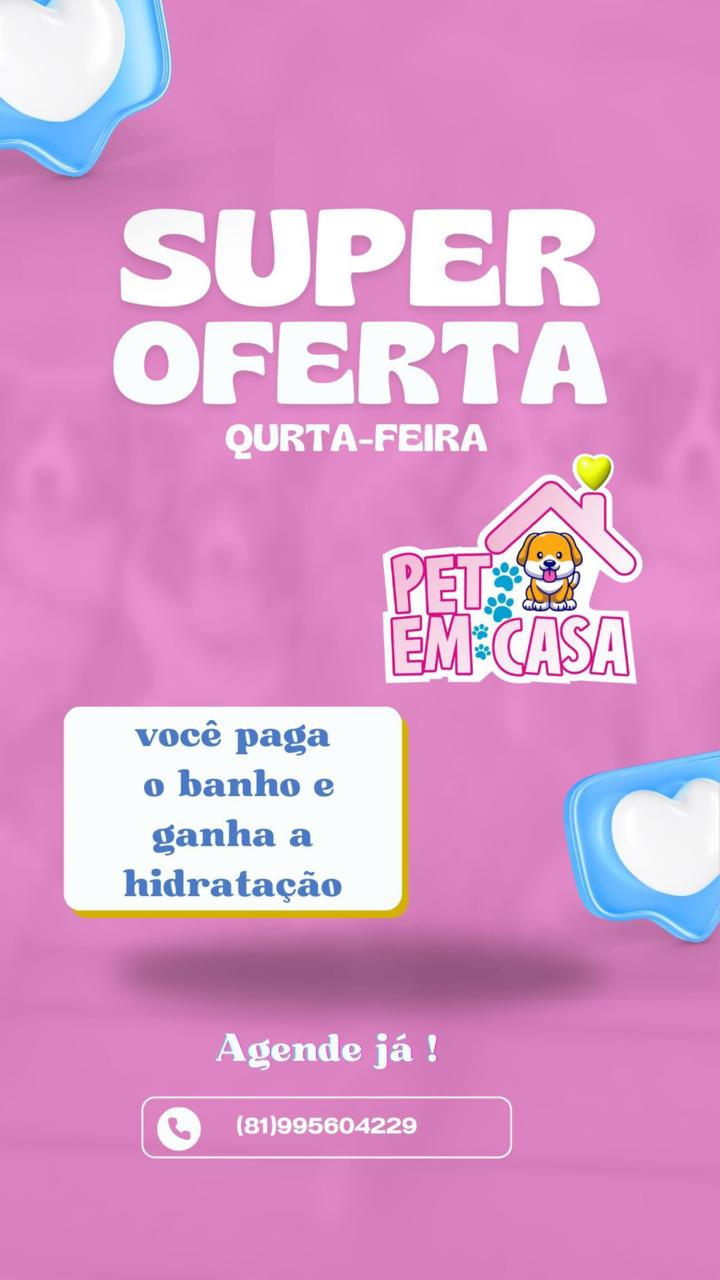 SUPER
OFERTA
QURTA-FEIRA
PET
EM CASA
você paga
o banho e
ganha a
hidratação
Agende já !
(81)995604229